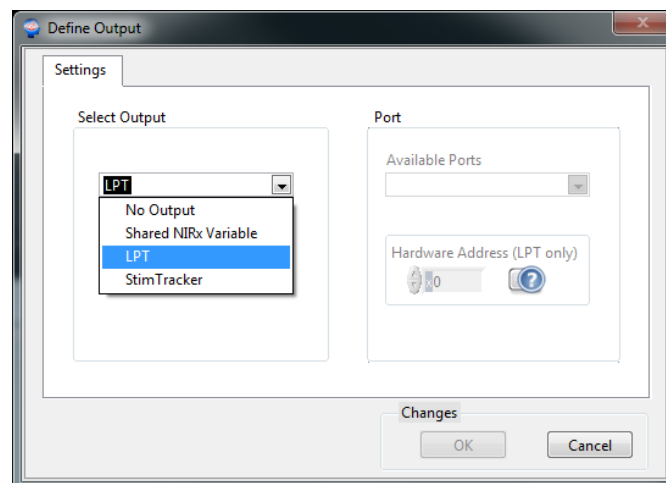 Define Output
Settings
Select Output
LPT
No Output
Shared NIRx Variable
LPT
StimTracker
Port
Available Ports
Hardware Address (LPT only)
x0
Changes
OK
Cancel